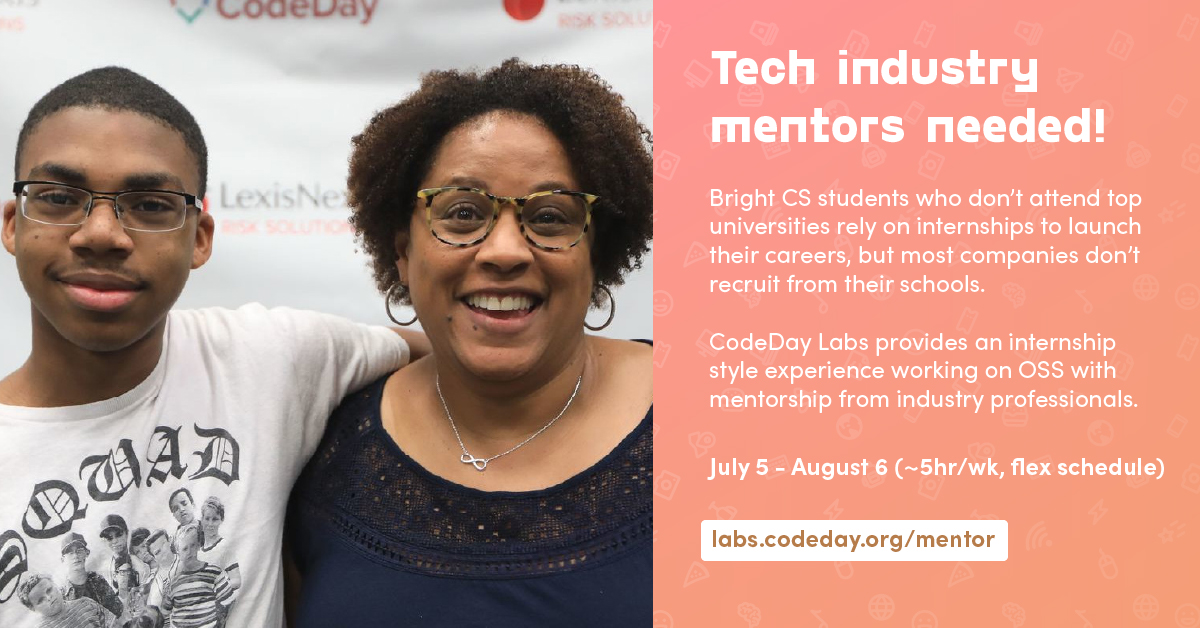 CodeDay
RISK SOLU
LexisNex
RISK SOLUTION
SQUAD
Tech industry
mentors needed!
Bright CS students who don’t attend top
universities rely on internships to launch
their careers, but most companies don’t
recruit from their schools.
CodeDay Labs provides an internship
style experience working on OSS with
mentorship from industry professionals.
July 5 - August 6 (~5hr/wk, flex schedule)
labs.codeday.org/mentor